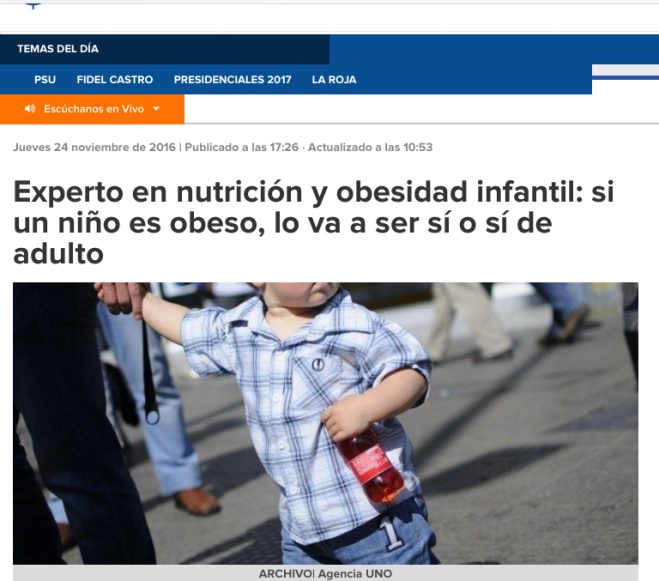 TEMAS DEL DÍA
PSU FIDEL CASTRO PRESIDENCIALES 2017 LA ROJA
Escúchanos en Vivo
Jueves 24 noviembre de 2016 | Publicado a las 17:26 · Actualizado a las 10:53
Experto en nutrición y obesidad infantil: si
un niño es obeso, lo va a ser sí o sí de
adulto
1
ARCHIVO| Agencia UNO